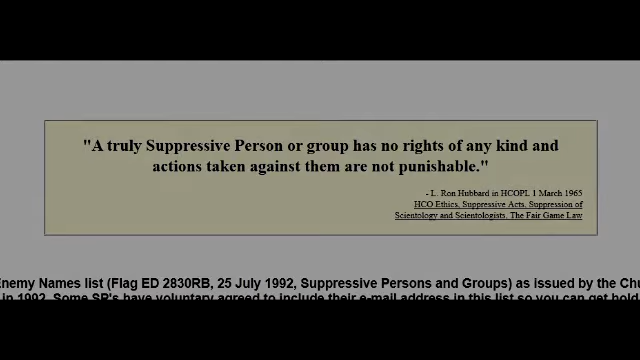 "A truly Suppressive Person or group has no rights of any kind and
actions taken against them are not punishable."
- L. Ron Hubbard in HCOPL 1 March 1965
HCO Ethics, Suppressive Acts, Suppression of
Scientology and Scientologists, The Fair Game Law
Enemy Names list (Flag ED 2830RB, 25 July 1992, Suppressive Persons and Groups) as issued by the
in 1992. Some SP's have voluntary agreed to include their e-mail address in this list so you can get hold